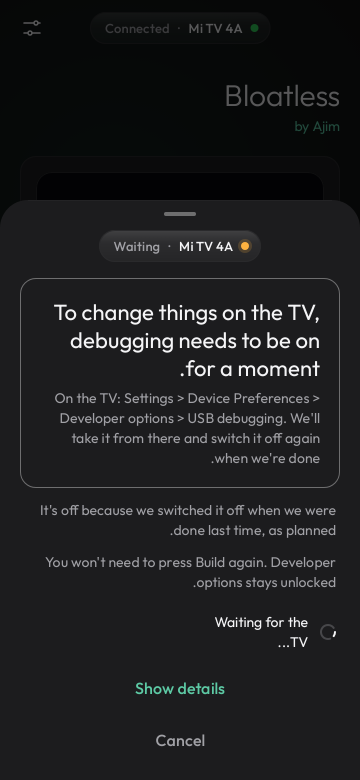 Connected · Mi TV 4A
Bloatless
by Ajim
Waiting · Mi TV 4A
To change things on the TV,
debugging needs to be on
.for a moment
On the TV: Settings > Device Preferences >
Developer options > USB debugging. We'll
take it from there and switch it off again
.when we're done
It's off because we switched it off when we were
.done last time, as planned
You won't need to press Build again. Developer
.options stays unlocked
Waiting for the
...TV
Show details
Cancel